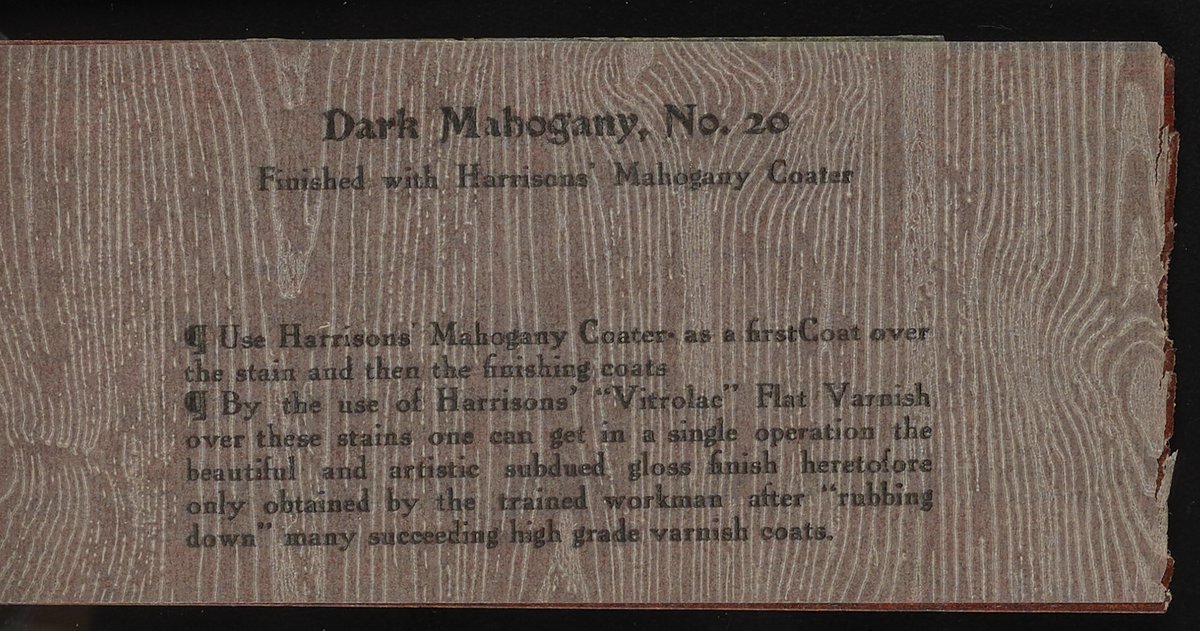 Dark Mahogany, No. 20
Finished with Harrisons' Mahogany Coater
¶ Use Harrisons' Mahogany Coater- as a first Coat over
the stain and then the finishing coats
¶ By the use of Harrisons' "Vitrolac" Flat Varnish
over these stains one can get in a single operation the
beautiful and artistic subdued gloss finish heretofore
only obtained by the trained workman after "rubbing
down" many succeeding high grade varnish coats.